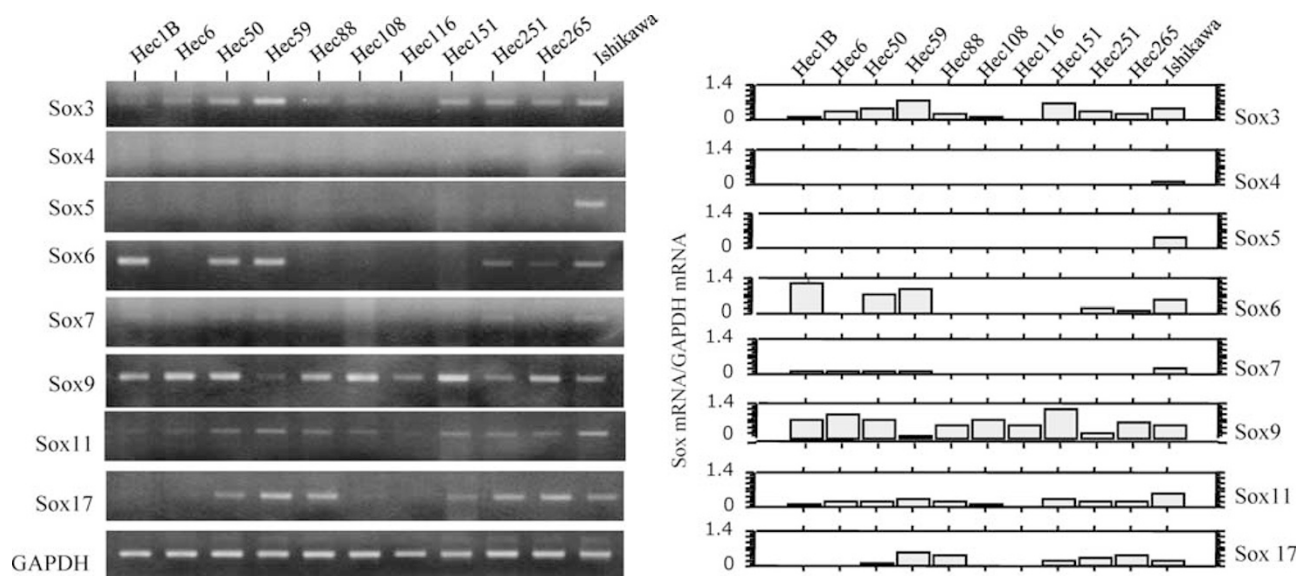 Hec1B Hec6 Hec50 Hec59 Hec88 Hec108 Hec116 Hec151 Hec251 Hec265 Ishikawa
Sox3
Sox4
Sox5
Sox6
Sox7
Sox9
Sox11
Sox17
GAPDH
Hec1B Hec6 Hec50 Hec59 Hec88 Hec108 Hec116 Hec151 Hec251 Hec265 Ishikawa
Sox mRNA/GAPDH mRNA
1.4
0 Sox3
1.4
0 Sox4
1.4
0 Sox5
1.4
0 Sox6
1.4
0 Sox7
1.4
0 Sox9
1.4
0 Sox11
1.4
0 Sox 17